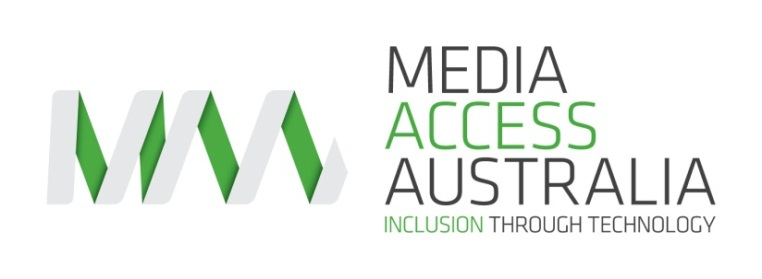 MEDIA
ACCESS
AUSTRALIA
INCLUSION THROUGH TECHNOLOGY